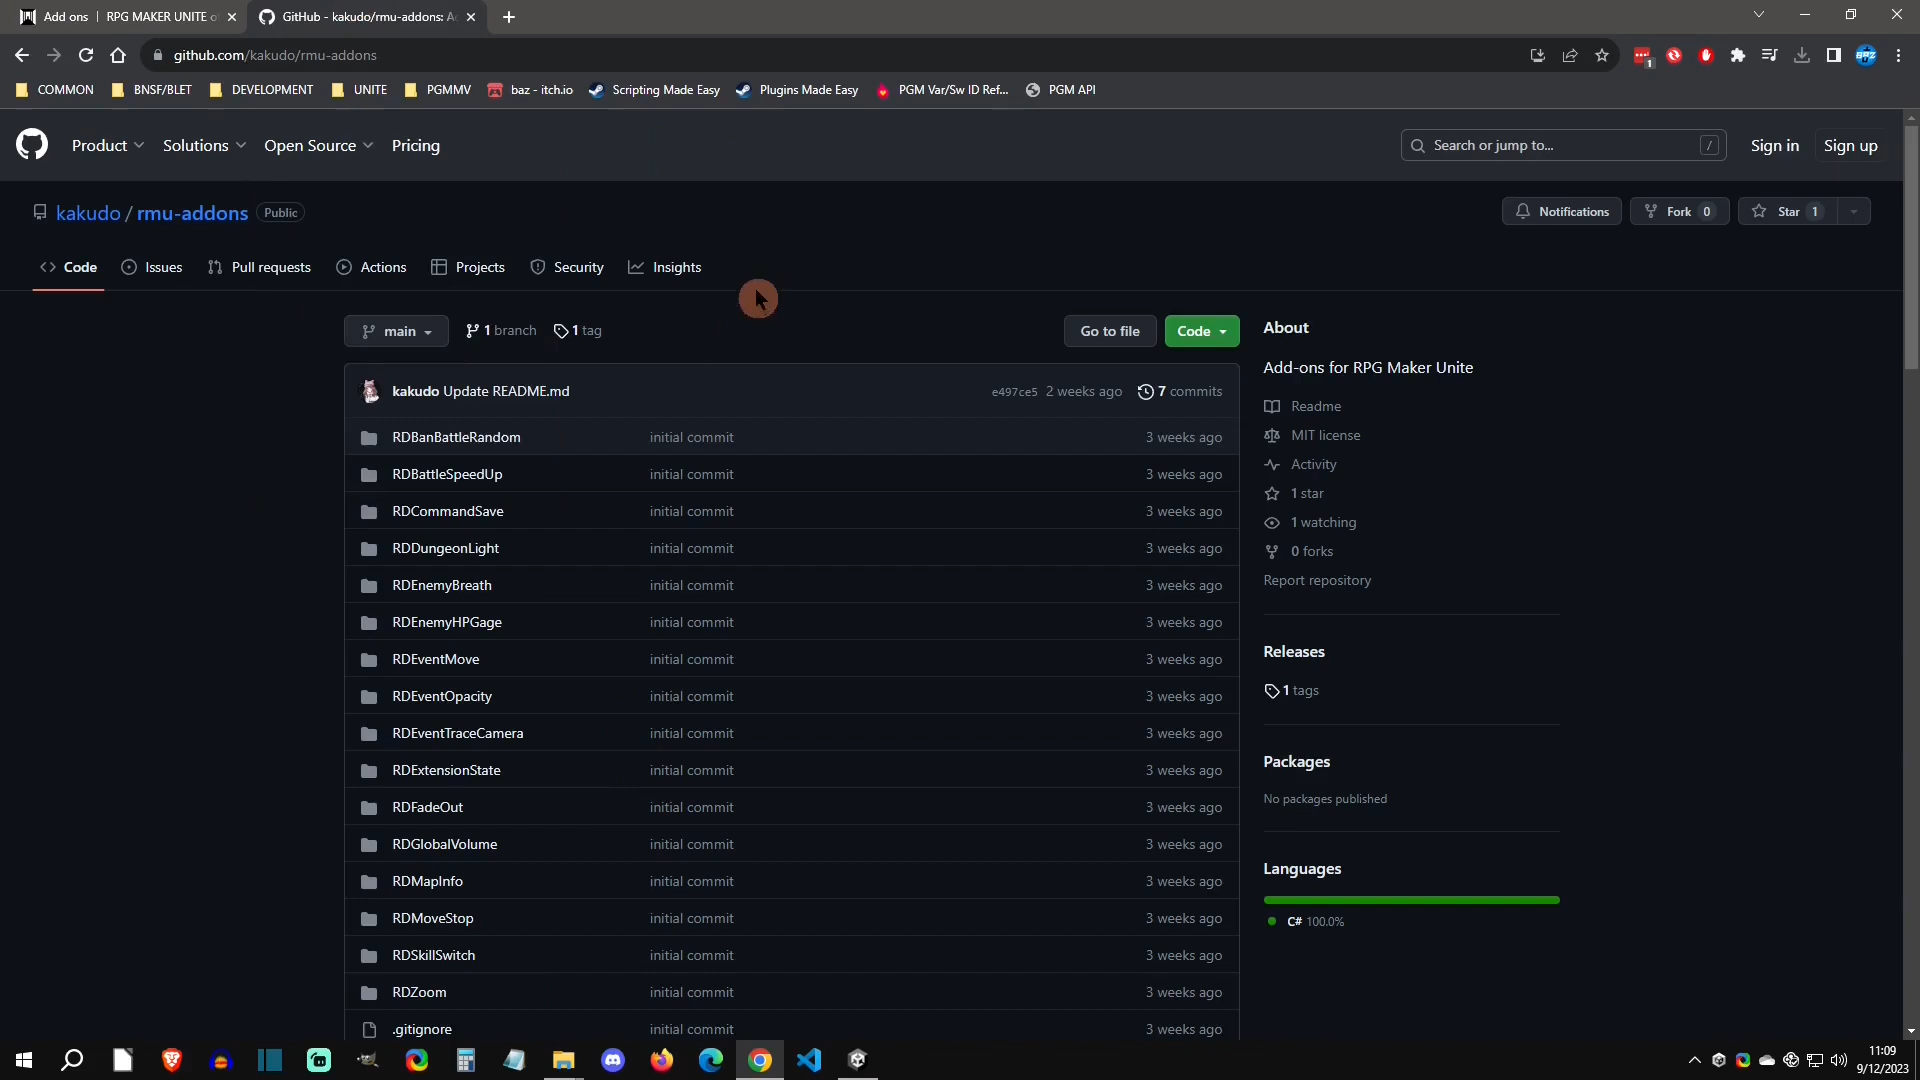 Add ons | RPG MAKER UNITE o
GitHub - kakudo/rmu-addons: A
github.com/kakudo/rmu-addons
1
COMMON
BNSF/BLET
DEVELOPMENT
UNITE
PGMMV
baz - itch.io
Scripting Made Easy
Plugins Made Easy
PGM Var/Sw ID Ref...
PGM API
Product
Solutions
Open Source
Pricing
Search or jump to...
/
Sign in
Sign up
kakudo / rmu-addons
Public
Notifications
Fork 0
Star 1
Code
Issues
Pull requests
Actions
Projects
Security
Insights
main
1 branch
1 tag
Go to file
Code
About
Add-ons for RPG Maker Unite
kakudo Update README.md
e497ce5 2 weeks ago
7 commits
Readme
MIT license
Activity
1 star
1 watching
0 forks
Report repository
RDBanBattleRandom initial commit 3 weeks ago
RDBattleSpeedUp initial commit 3 weeks ago
RDCommandSave initial commit 3 weeks ago
RDDungeonLight initial commit 3 weeks ago
RDEnemyBreath initial commit 3 weeks ago
RDEnemyHPGage initial commit 3 weeks ago
RDEventMove initial commit 3 weeks ago
RDEventOpacity initial commit 3 weeks ago
RDEventTraceCamera initial commit 3 weeks ago
RDExtensionState initial commit 3 weeks ago
RDFadeOut initial commit 3 weeks ago
RDGlobalVolume initial commit 3 weeks ago
RDMapInfo initial commit 3 weeks ago
RDMoveStop initial commit 3 weeks ago
RDSkillSwitch initial commit 3 weeks ago
RDZoom initial commit 3 weeks ago
.gitignore initial commit 3 weeks ago
Releases
1 tags
Packages
No packages published
Languages
C# 100.0%
11:09
9/12/2023